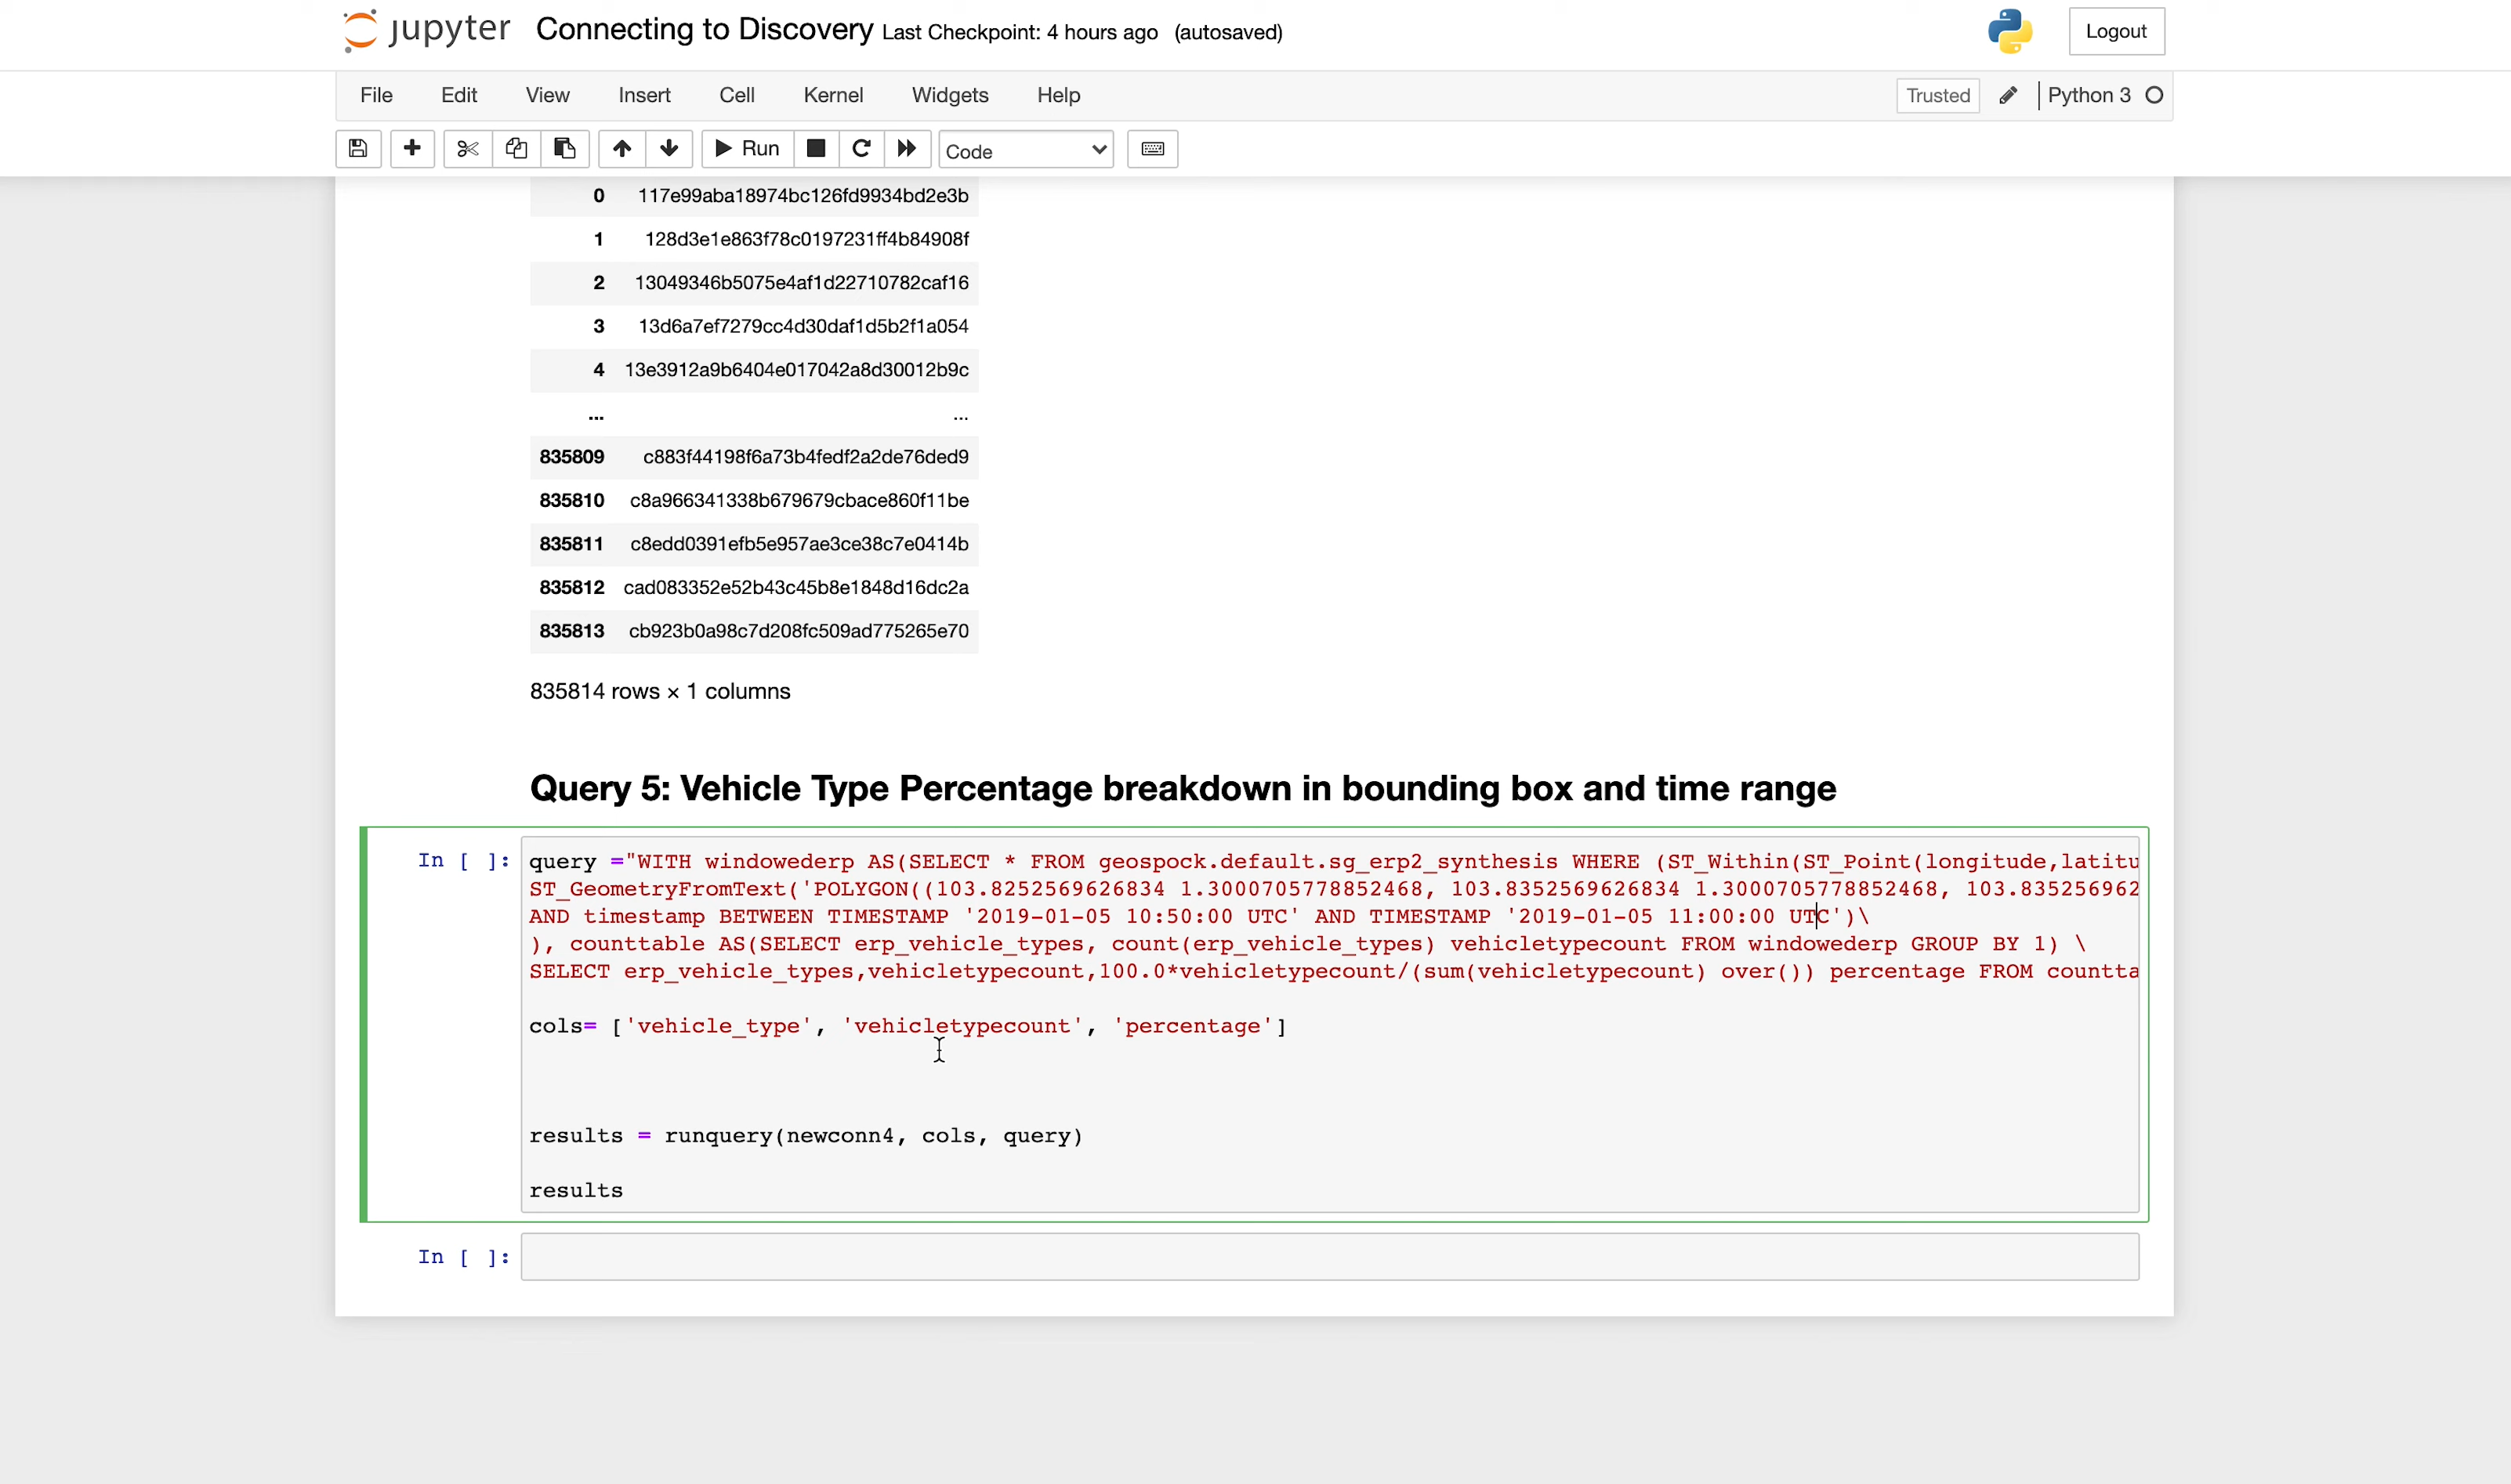 jupyter Connecting to Discovery Last Checkpoint: 4 hours ago (autosaved) Logout
File Edit View Insert Cell Kernel Widgets Help Trusted Python 3
Run Code
0 117e99aba18974bc126fd9934bd2e3b
1 128d3e1e863f78c0197231ff4b84908f
2 13049346b5075e4af1d22710782caf16
3 13d6a7ef7279cc4d30daf1d5b2f1a054
4 13e3912a9b6404e017042a8d30012b9c
... ...
835809 c883f44198f6a73b4fedf2a2de76ded9
835810 c8a966341338b679679cbace860f11be
835811 c8edd0391efb5e957ae3ce38c7e0414b
835812 cad083352e52b43c45b8e1848d16dc2a
835813 cb923b0a98c7d208fc509ad775265e70
835814 rows × 1 columns
Query 5: Vehicle Type Percentage breakdown in bounding box and time range
In [ ]: query ="WITH windowederp AS(SELECT * FROM geospock.default.sg_erp2_synthesis WHERE (ST_Within(ST_Point(longitude,latitu
ST_GeometryFromText('POLYGON((103.8252569626834 1.3000705778852468, 103.8352569626834 1.3000705778852468, 103.835256962
AND timestamp BETWEEN TIMESTAMP '2019-01-05 10:50:00 UTC' AND TIMESTAMP '2019-01-05 11:00:00 UTC')\
), counttable AS(SELECT erp_vehicle_types, count(erp_vehicle_types) vehicletypecount FROM windowederp GROUP BY 1) \
SELECT erp_vehicle_types,vehicletypecount,100.0*vehicletypecount/(sum(vehicletypecount) over()) percentage FROM countta
cols= ['vehicle_type', 'vehicletypecount', 'percentage']
results = runquery(newconn4, cols, query)
results
In [ ]: